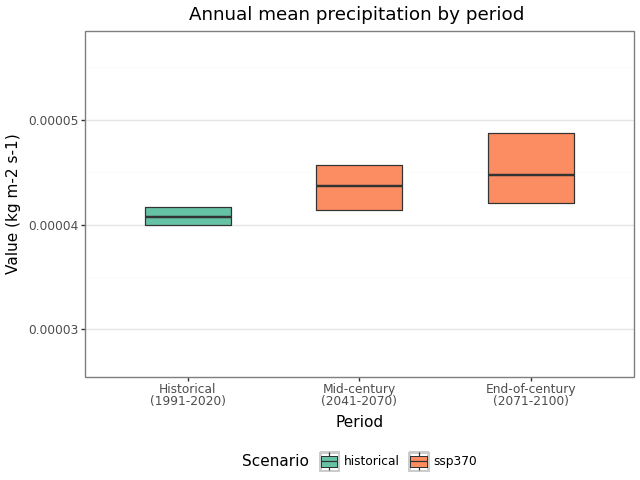 Annual mean precipitation by period
Value (kg m-2 s-1)
0.00005
0.00004
0.00003
Historical
(1991-2020)
Mid-century
(2041-2070)
End-of-century
(2071-2100)
Period
Scenario historical ssp370